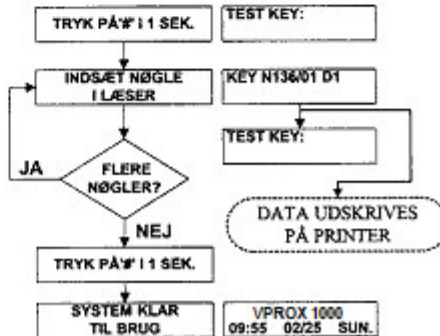 TRYK PÅ'#' I 1 SEK.
TEST KEY:
INDSÆT NØGLE
I LÆSER
KEY N136/01 D1
TEST KEY:
JA
FLERE
NØGLER?
NEJ
DATA UDSKRIVES
PÅ PRINTER
TRYK PÅ'#' I 1 SEK.
SYSTEM KLAR
TIL BRUG
VPROX 1000
09:55 02/25 SUN.